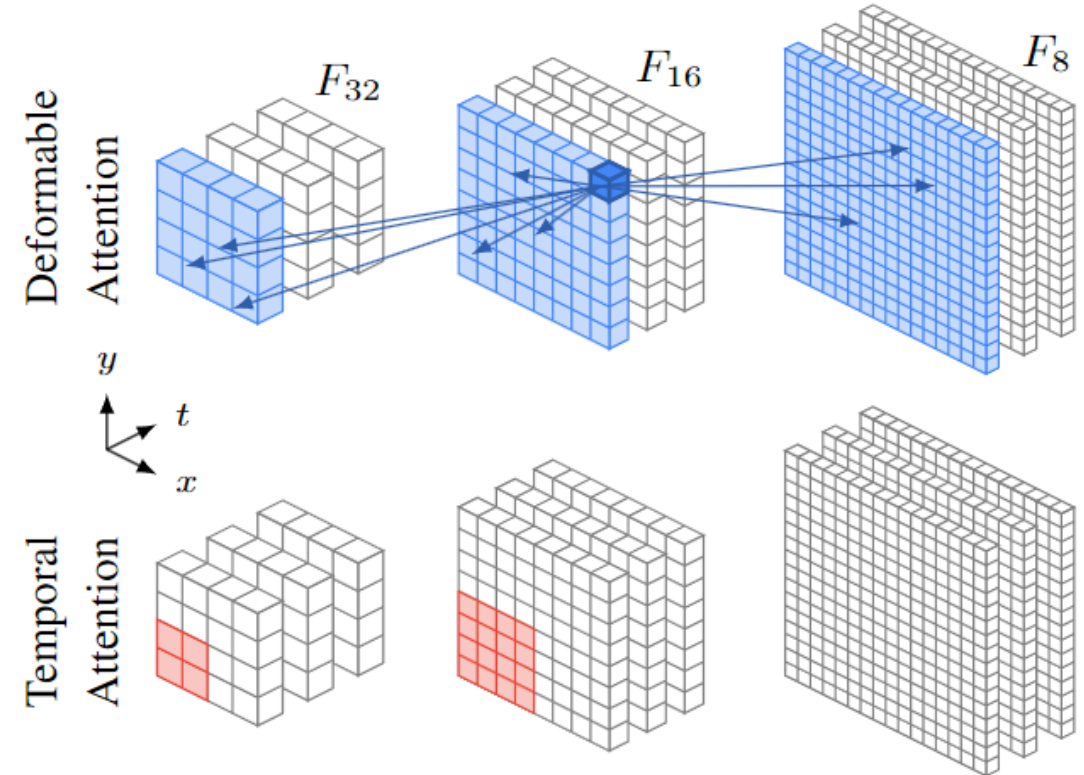 Deformable
Attention
F32
F16
F8
y
t
x
Temporal
Attention